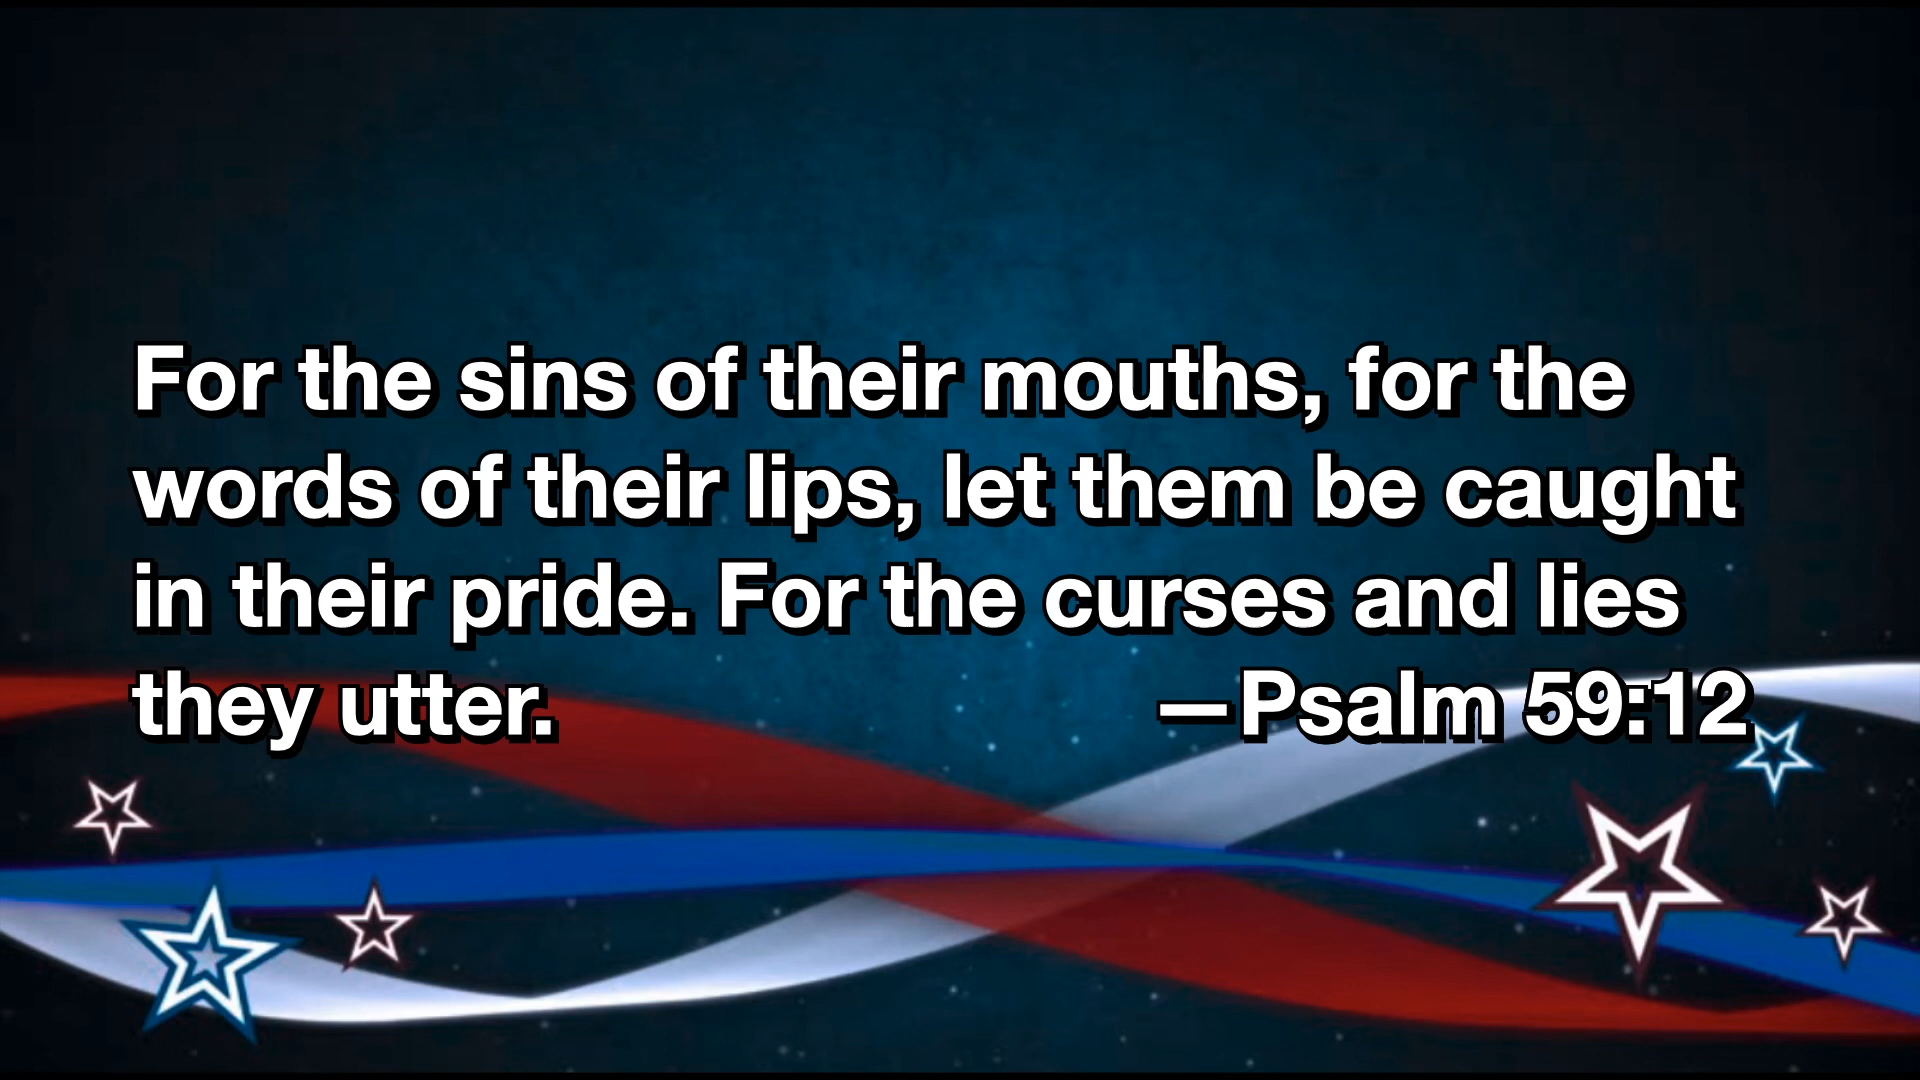 For the sins of their mouths, for the
words of their lips, let them be caught
in their pride. For the curses and lies
they utter. —Psalm 59:12